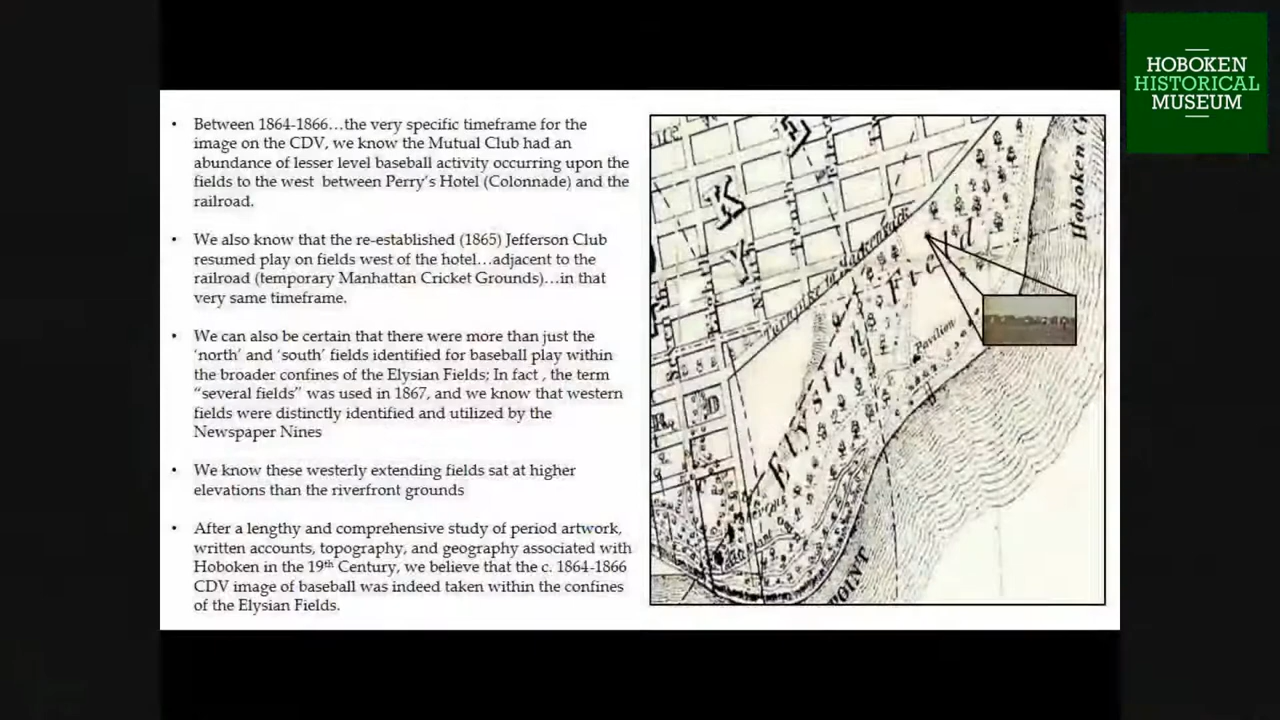 HOBOKEN
HISTORICAL
MUSEUM
• Between 1864-1866…the very specific timeframe for the
image on the CDV, we know the Mutual Club had an
abundance of lesser level baseball activity occurring upon the
fields to the west between Perry's Hotel (Colonnade) and the
railroad.
• We also know that the re-established (1865) Jefferson Club
resumed play on fields west of the hotel…adjacent to the
railroad (temporary Manhattan Cricket Grounds)…in that
very same timeframe.
• We can also be certain that there were more than just the
'north' and 'south' fields identified for baseball play within
the broader confines of the Elysian Fields; In fact , the term
"several fields" was used in 1867, and we know that western
fields were distinctly identified and utilized by the
Newspaper Nines
• We know these westerly extending fields sat at higher
elevations than the riverfront grounds
• After a lengthy and comprehensive study of period artwork,
written accounts, topography, and geography associated with
Hoboken in the 19th Century, we believe that the c. 1864-1866
CDV image of baseball was indeed taken within the confines
of the Elysian Fields.
Hoboken
Turnpike to Hackensack
Elysian Field
Pavilion
POINT